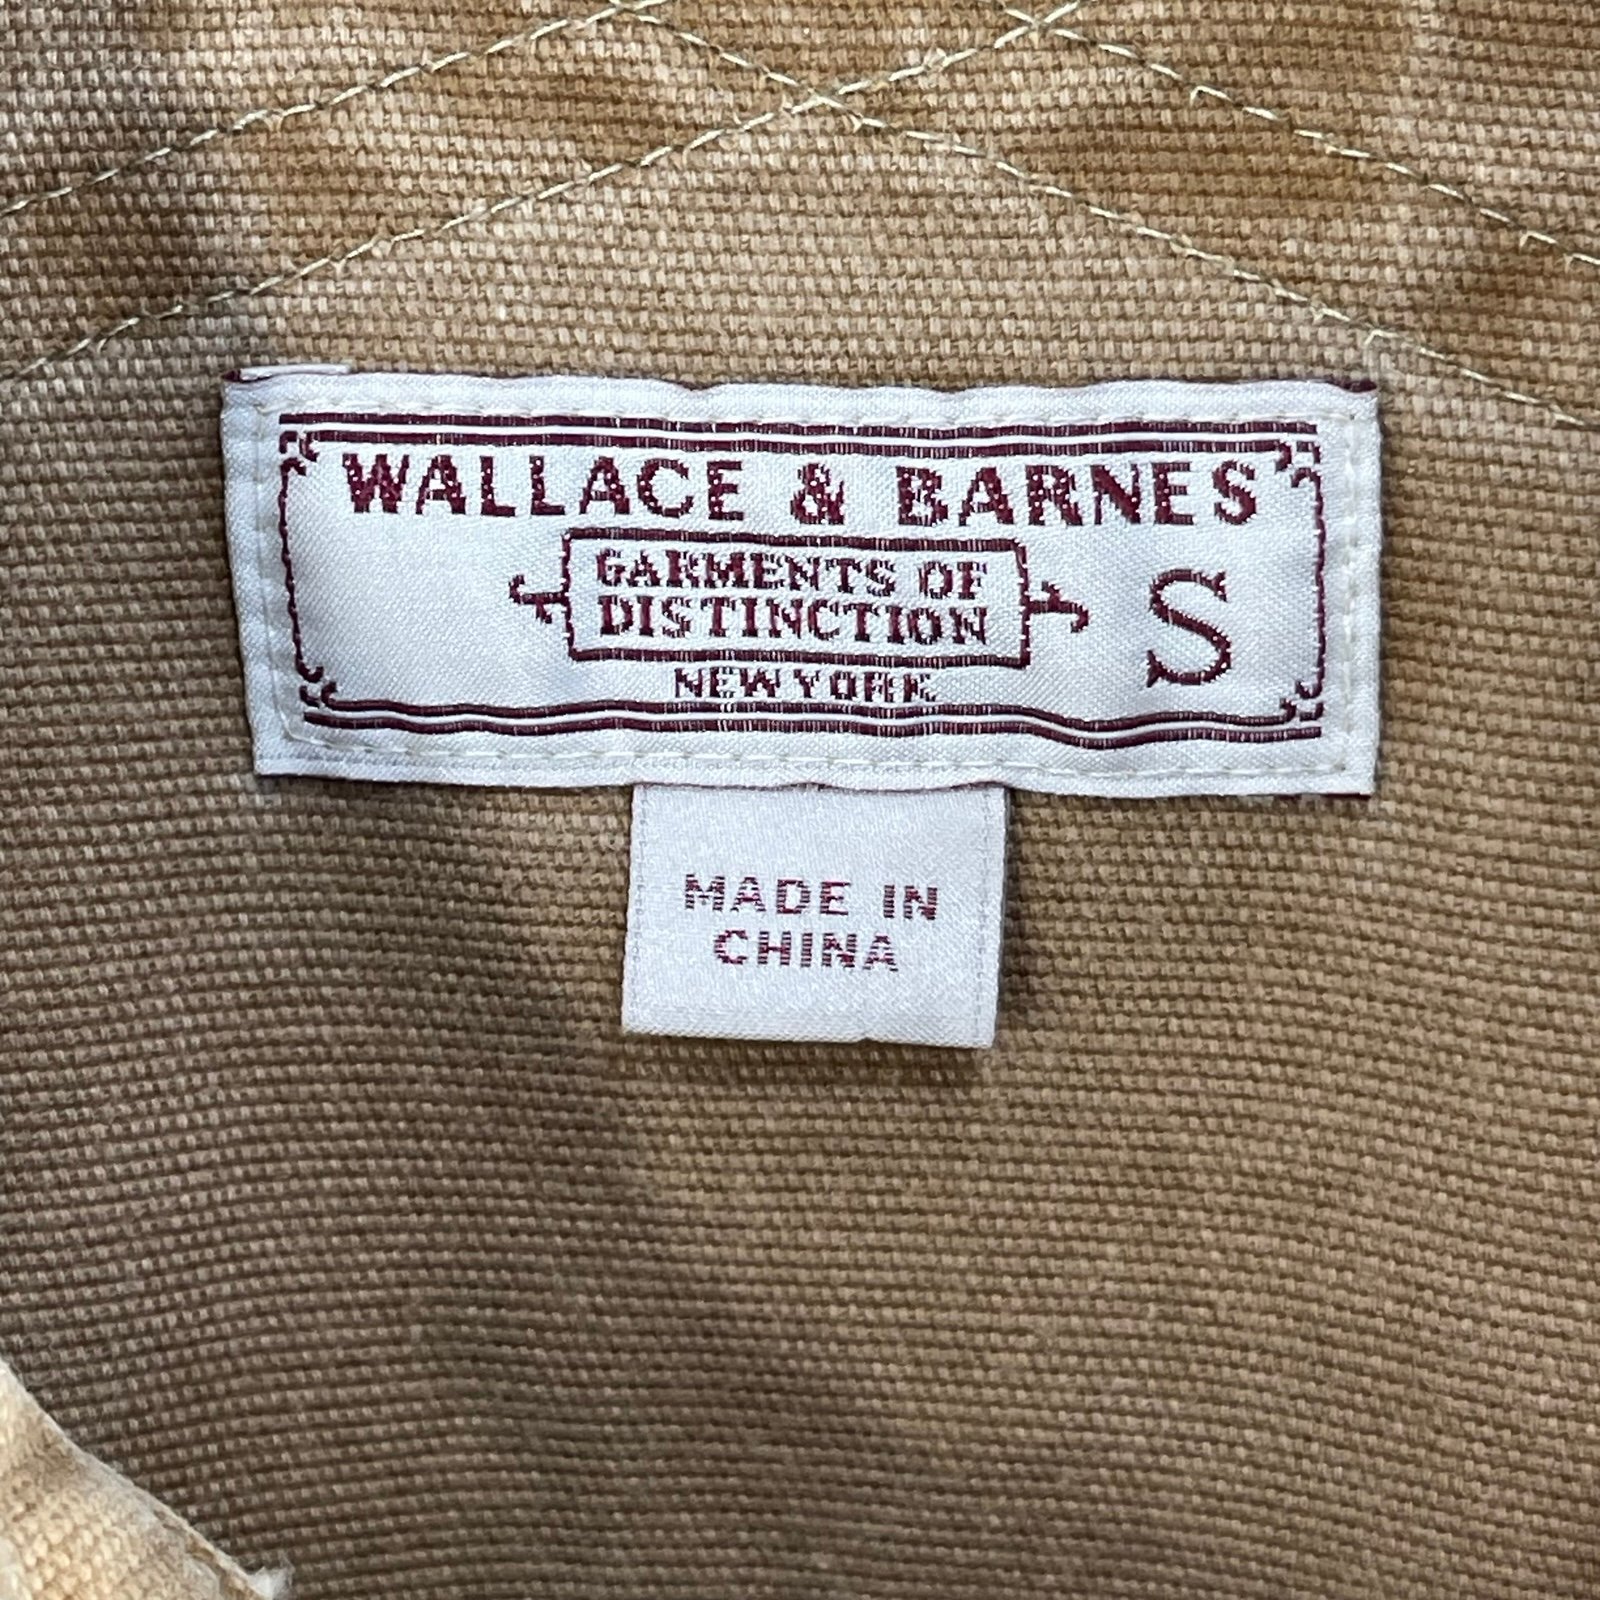 WALLACE & BARNES
GARMENTS OF
DISTINCTION
NEW YORK
S
MADE IN
CHINA